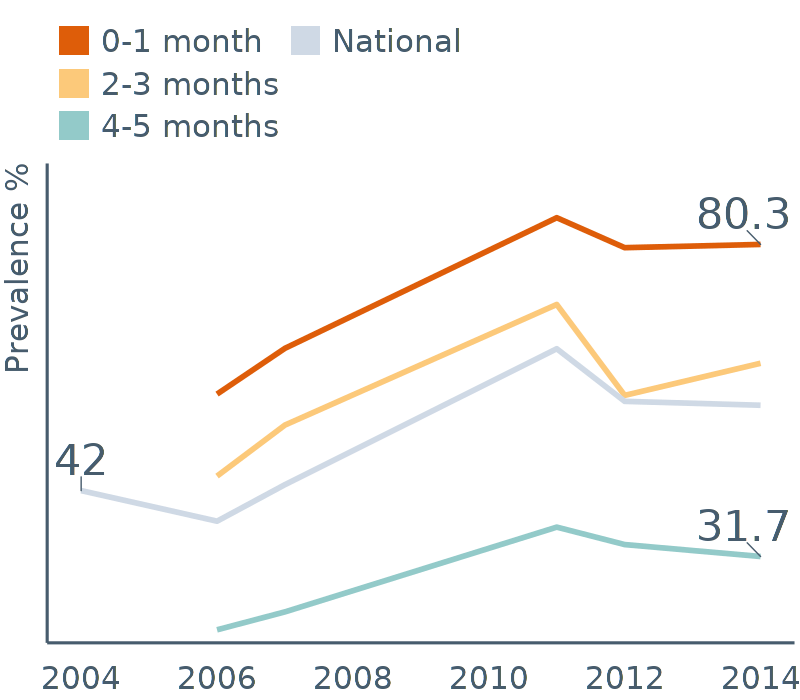 0-1 month
National
2-3 months
4-5 months
Prevalence %
80.3
42
31.7
2004 2006 2008 2010 2012 2014